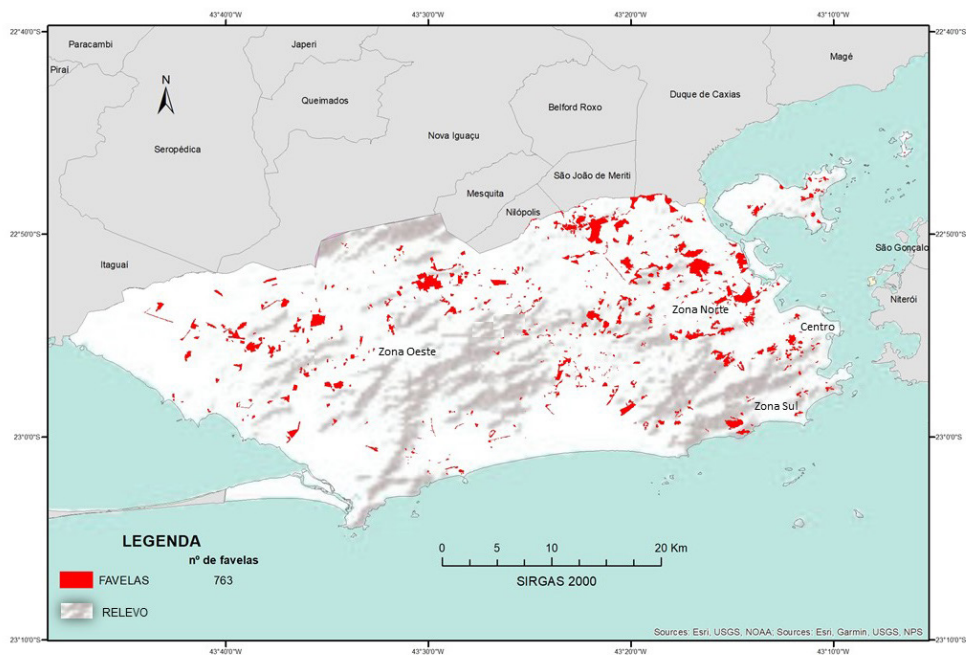 43°40'0"S
43°30'0"S
43°20'0"S
43°10'0"S
22°40'0"S
22°40'0"S
Paracambi
Japeri
Magé
Piraí
N
Queimados
Duque de Caxias
Belford Roxo
Nova Iguaçu
Seropédica
São João de Meriti
Mesquita
Nilópolis
22°50'0"S
22°50'0"S
São Gonçalo
Itaguaí
Niterói
Zona Norte
Centro
Zona Oeste
Zona Sul
23°0'0"S
23°0'0"S
LEGENDA
nº de favelas
0 5 10 20 Km
FAVELAS 763
SIRGAS 2000
RELEVO
Sources: Esri, USGS, NOAA; Sources: Esri, Garmin, USGS, NPS
23°10'0"S
23°10'0"S
43°40'0"S
43°30'0"S
43°20'0"S
43°10'0"S